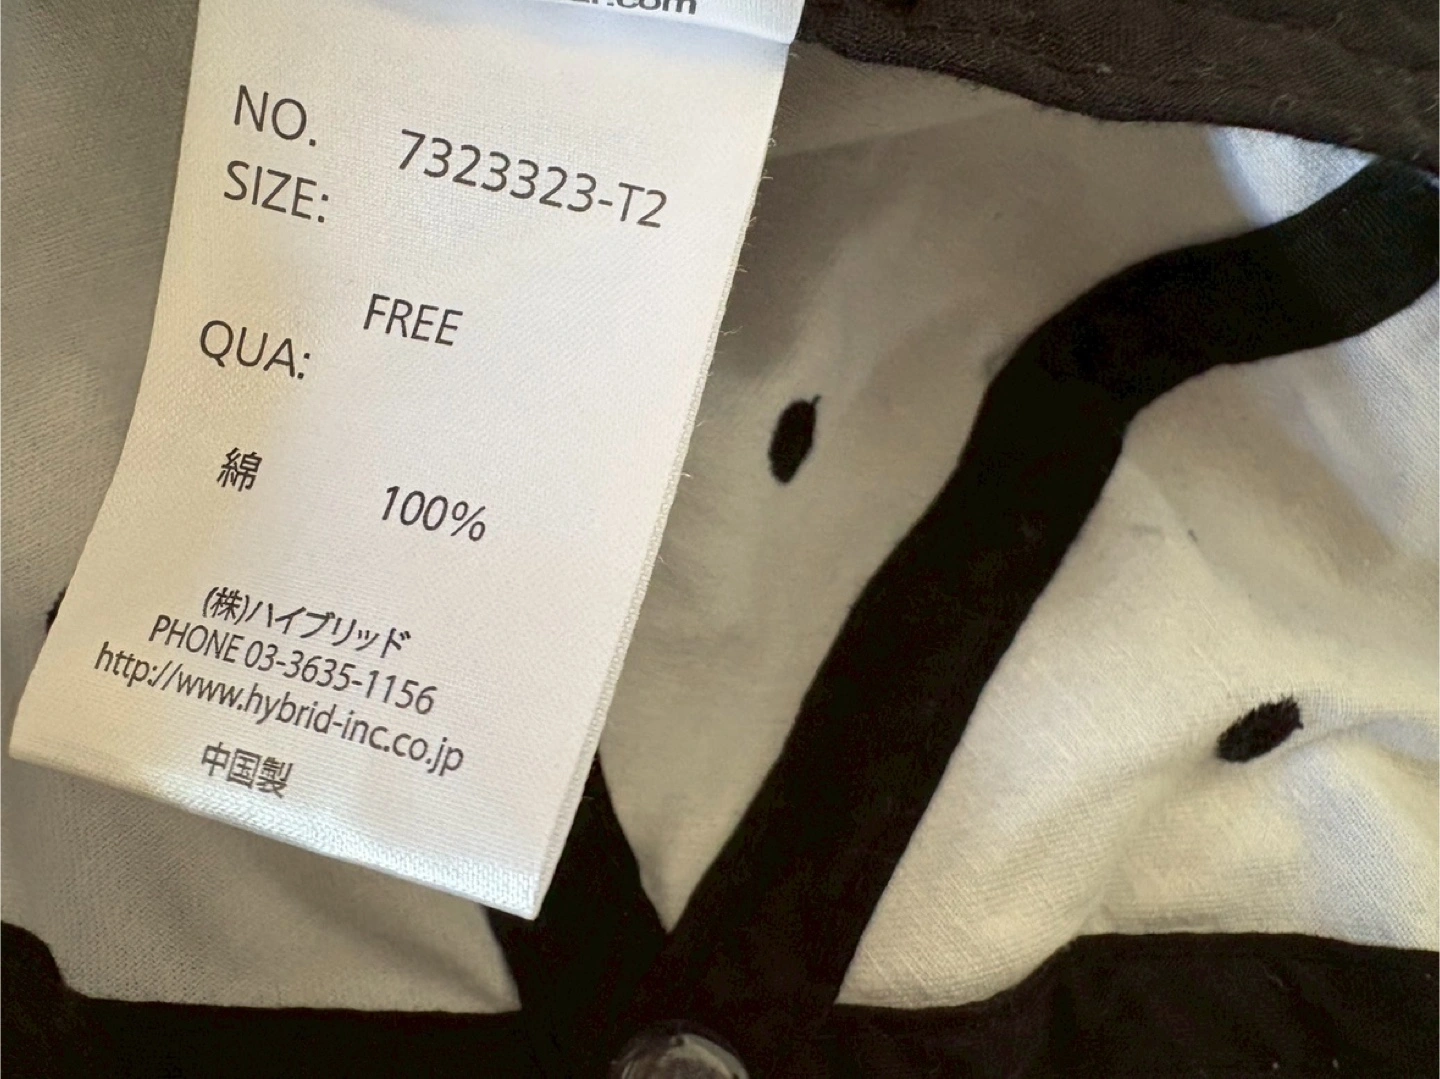 NO. 7323323-T2
SIZE:
FREE
QUA:
綿 100%
(株)ハイブリッド
PHONE 03-3635-1156
http://www.hybrid-inc.co.jp
中国製